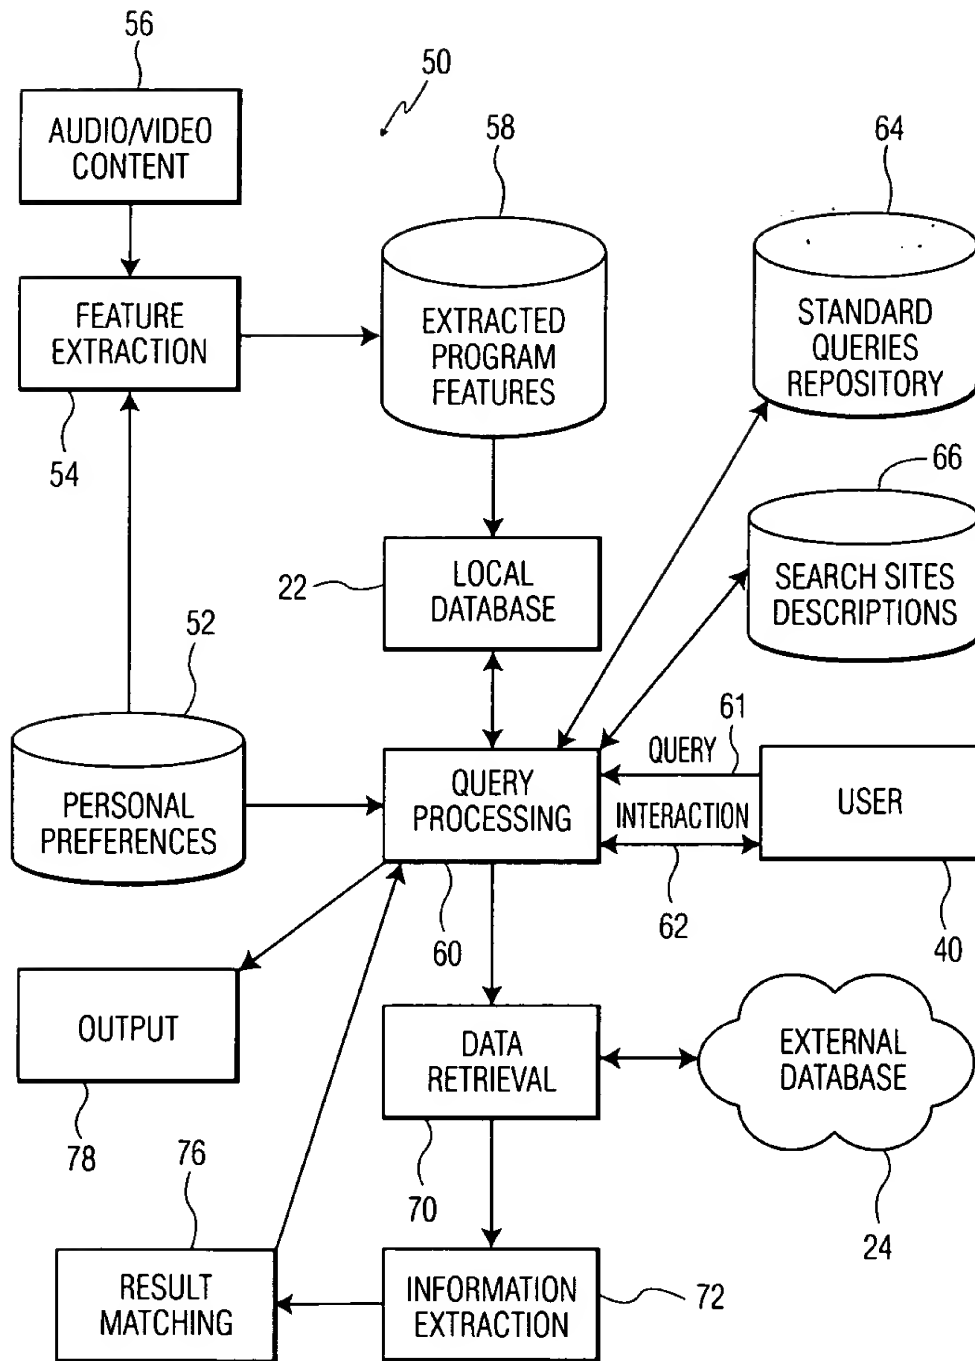 56
50
AUDIO/VIDEO
CONTENT
58
64
FEATURE
EXTRACTION
EXTRACTED
PROGRAM
FEATURES
STANDARD
QUERIES
REPOSITORY
54
66
22
LOCAL
DATABASE
SEARCH SITES
DESCRIPTIONS
52
61
QUERY
PERSONAL
PREFERENCES
QUERY
PROCESSING
INTERACTION
USER
60
62
40
OUTPUT
DATA
RETRIEVAL
EXTERNAL
DATABASE
78
76
70
24
RESULT
MATCHING
INFORMATION
EXTRACTION
72